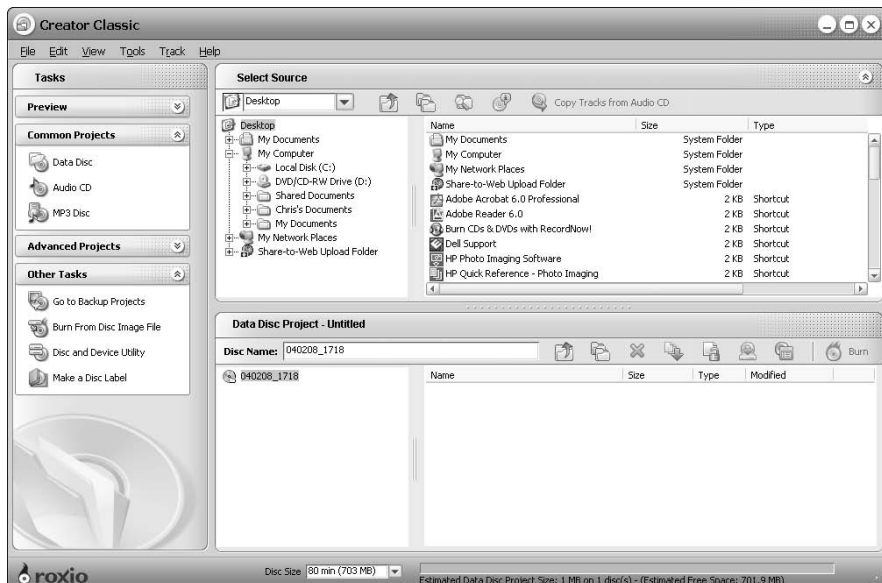 Creator Classic
File Edit View Tools Track Help
Tasks
Preview
Common Projects
Data Disc
Audio CD
MP3 Disc
Advanced Projects
Other Tasks
Go to Backup Projects
Burn From Disc Image File
Disc and Device Utility
Make a Disc Label
Select Source
Desktop
Copy Tracks from Audio CD
Desktop
My Documents
My Computer
Local Disk (C:)
DVD/CD-RW Drive (D:)
Shared Documents
Chris's Documents
My Documents
My Network Places
Share-to-Web Upload Folder
Name Size Type
My Documents System Folder
My Computer System Folder
My Network Places System Folder
Share-to-Web Upload Folder System Folder
Adobe Acrobat 6.0 Professional 2 KB Shortcut
Adobe Reader 6.0 2 KB Shortcut
Burn CDs & DVDs with RecordNow! 2 KB Shortcut
Dell Support 2 KB Shortcut
HP Photo Imaging Software 2 KB Shortcut
HP Quick Reference - Photo Imaging 2 KB Shortcut
Data Disc Project - Untitled
Disc Name: 040208_1718
Burn
040208_1718
Name Size Type Modified
roxio
Disc Size 80 min (703 MB)
Estimated Data Disc Project Size: 1 MB on 1 disc(s) - (Estimated Free Space: 701.9 MB)